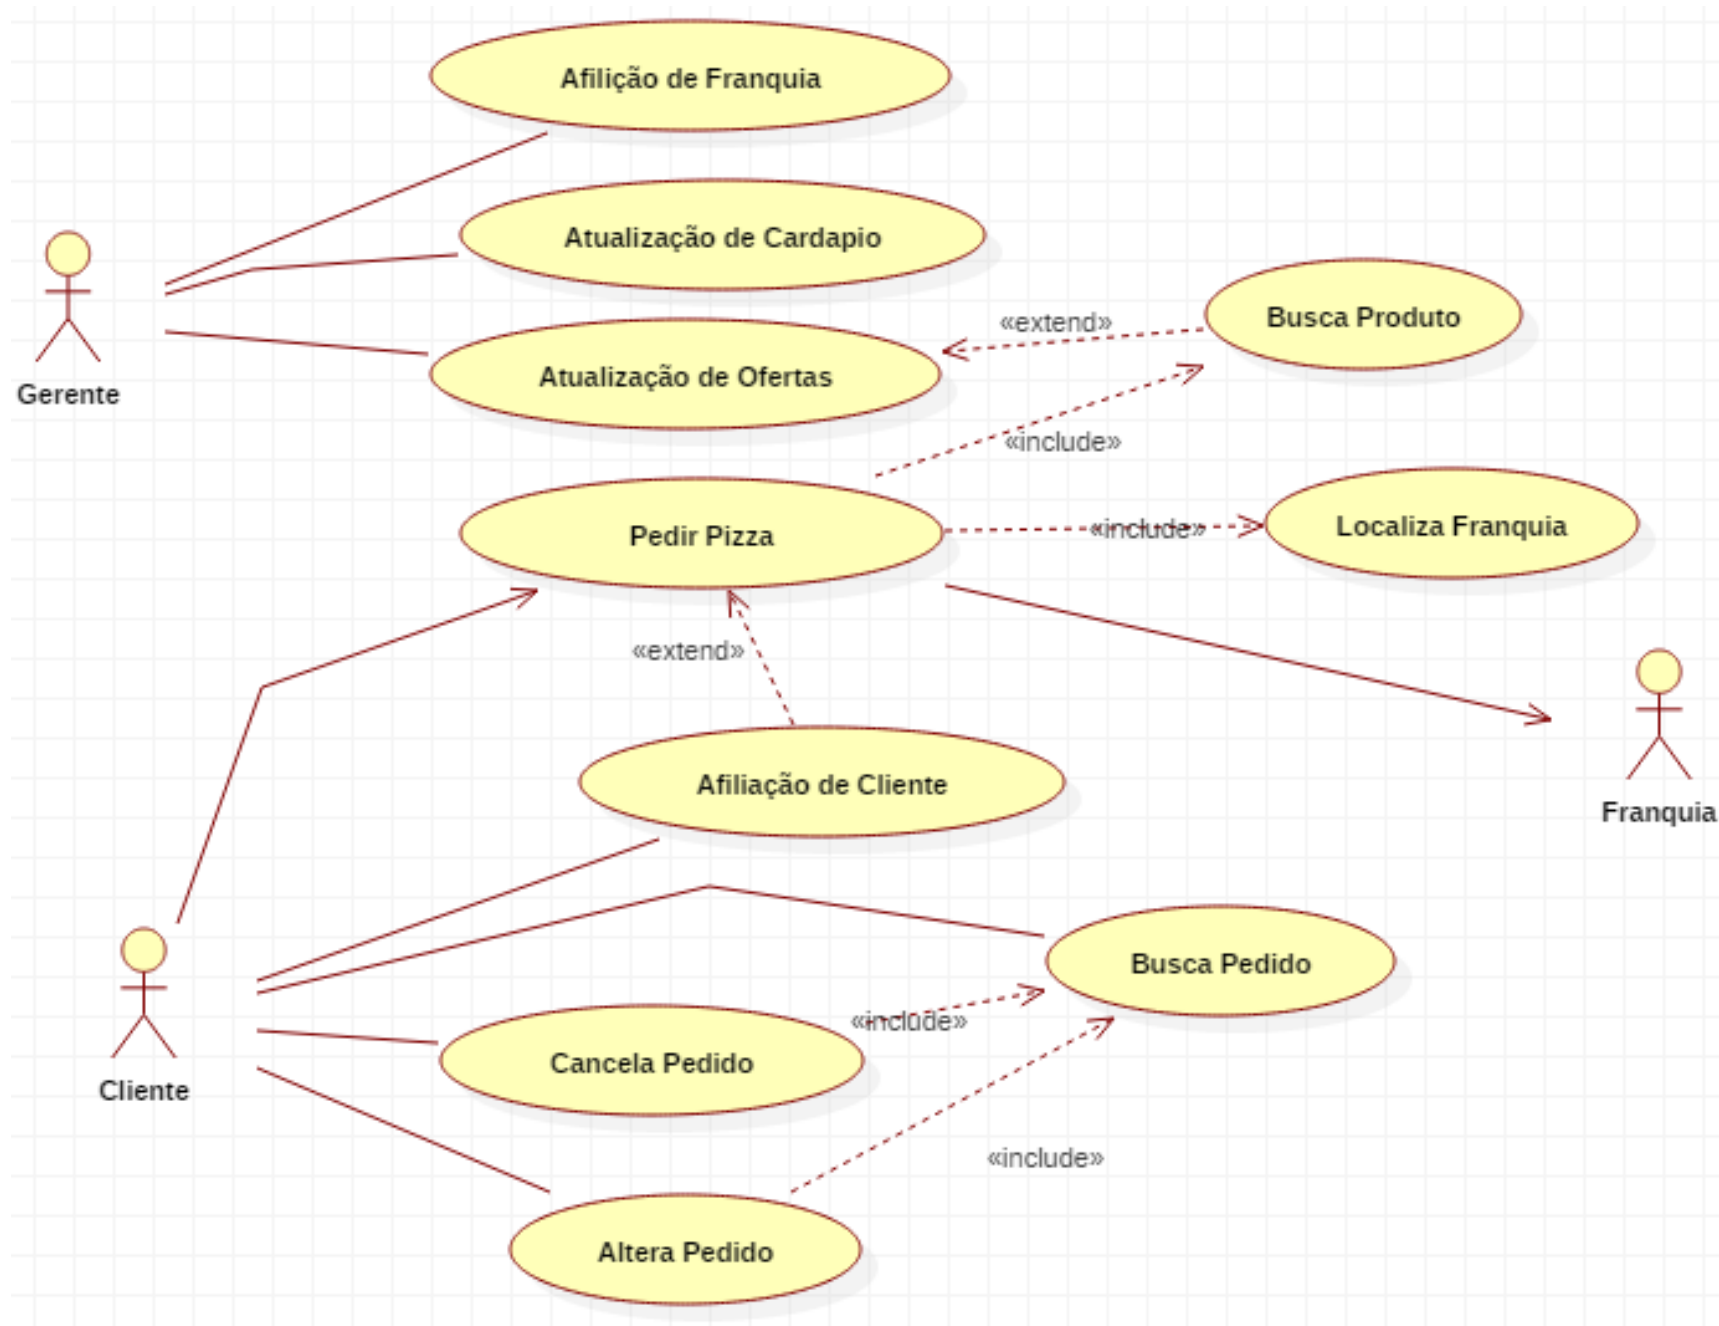 Afilição de Franquia
Atualização de Cardapio
Gerente
«extend»
Busca Produto
Atualização de Ofertas
«include»
Pedir Pizza
«include»
Localiza Franquia
«extend»
Afiliação de Cliente
Franquia
Busca Pedido
«include»
Cancela Pedido
Cliente
«include»
Altera Pedido